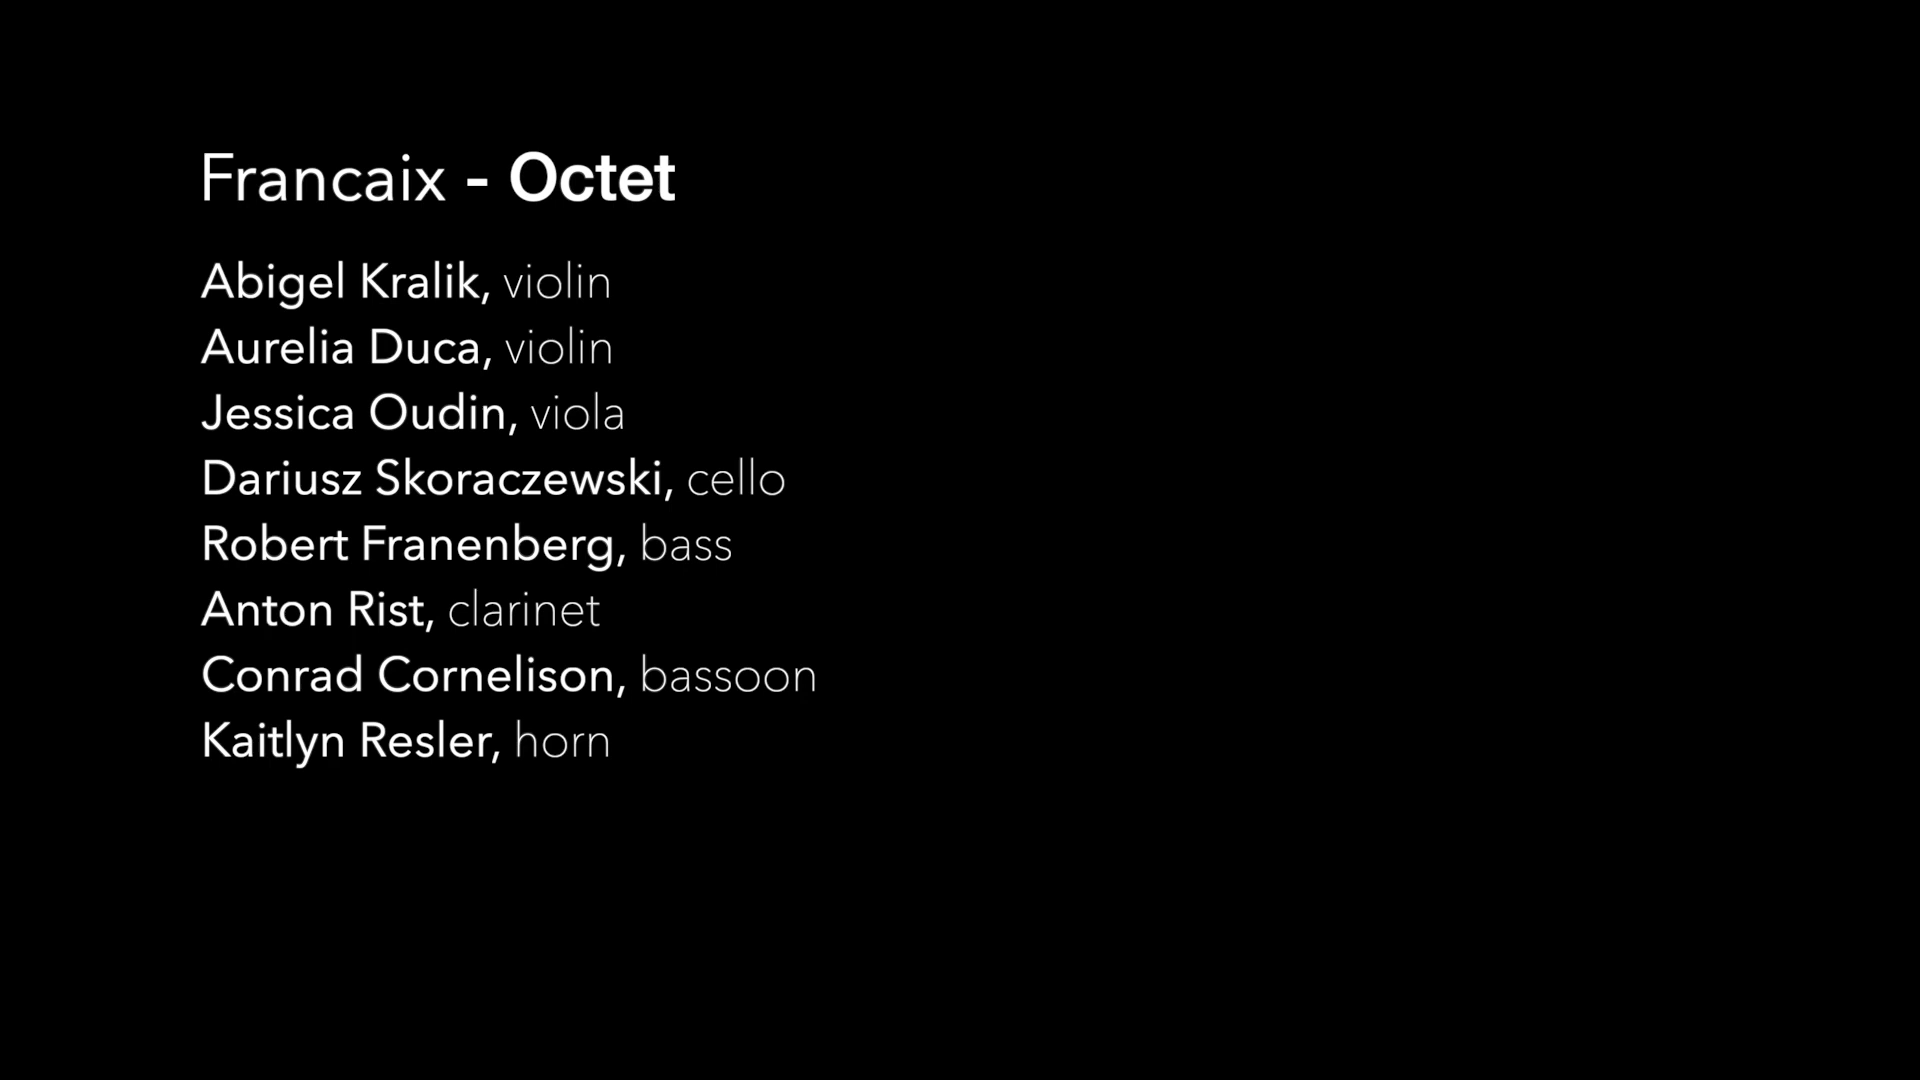 Francaix - Octet
Abigel Kralik, violin
Aurelia Duca, violin
Jessica Oudin, viola
Dariusz Skoraczewski, cello
Robert Franenberg, bass
Anton Rist, clarinet
Conrad Cornelison, bassoon
Kaitlyn Resler, horn